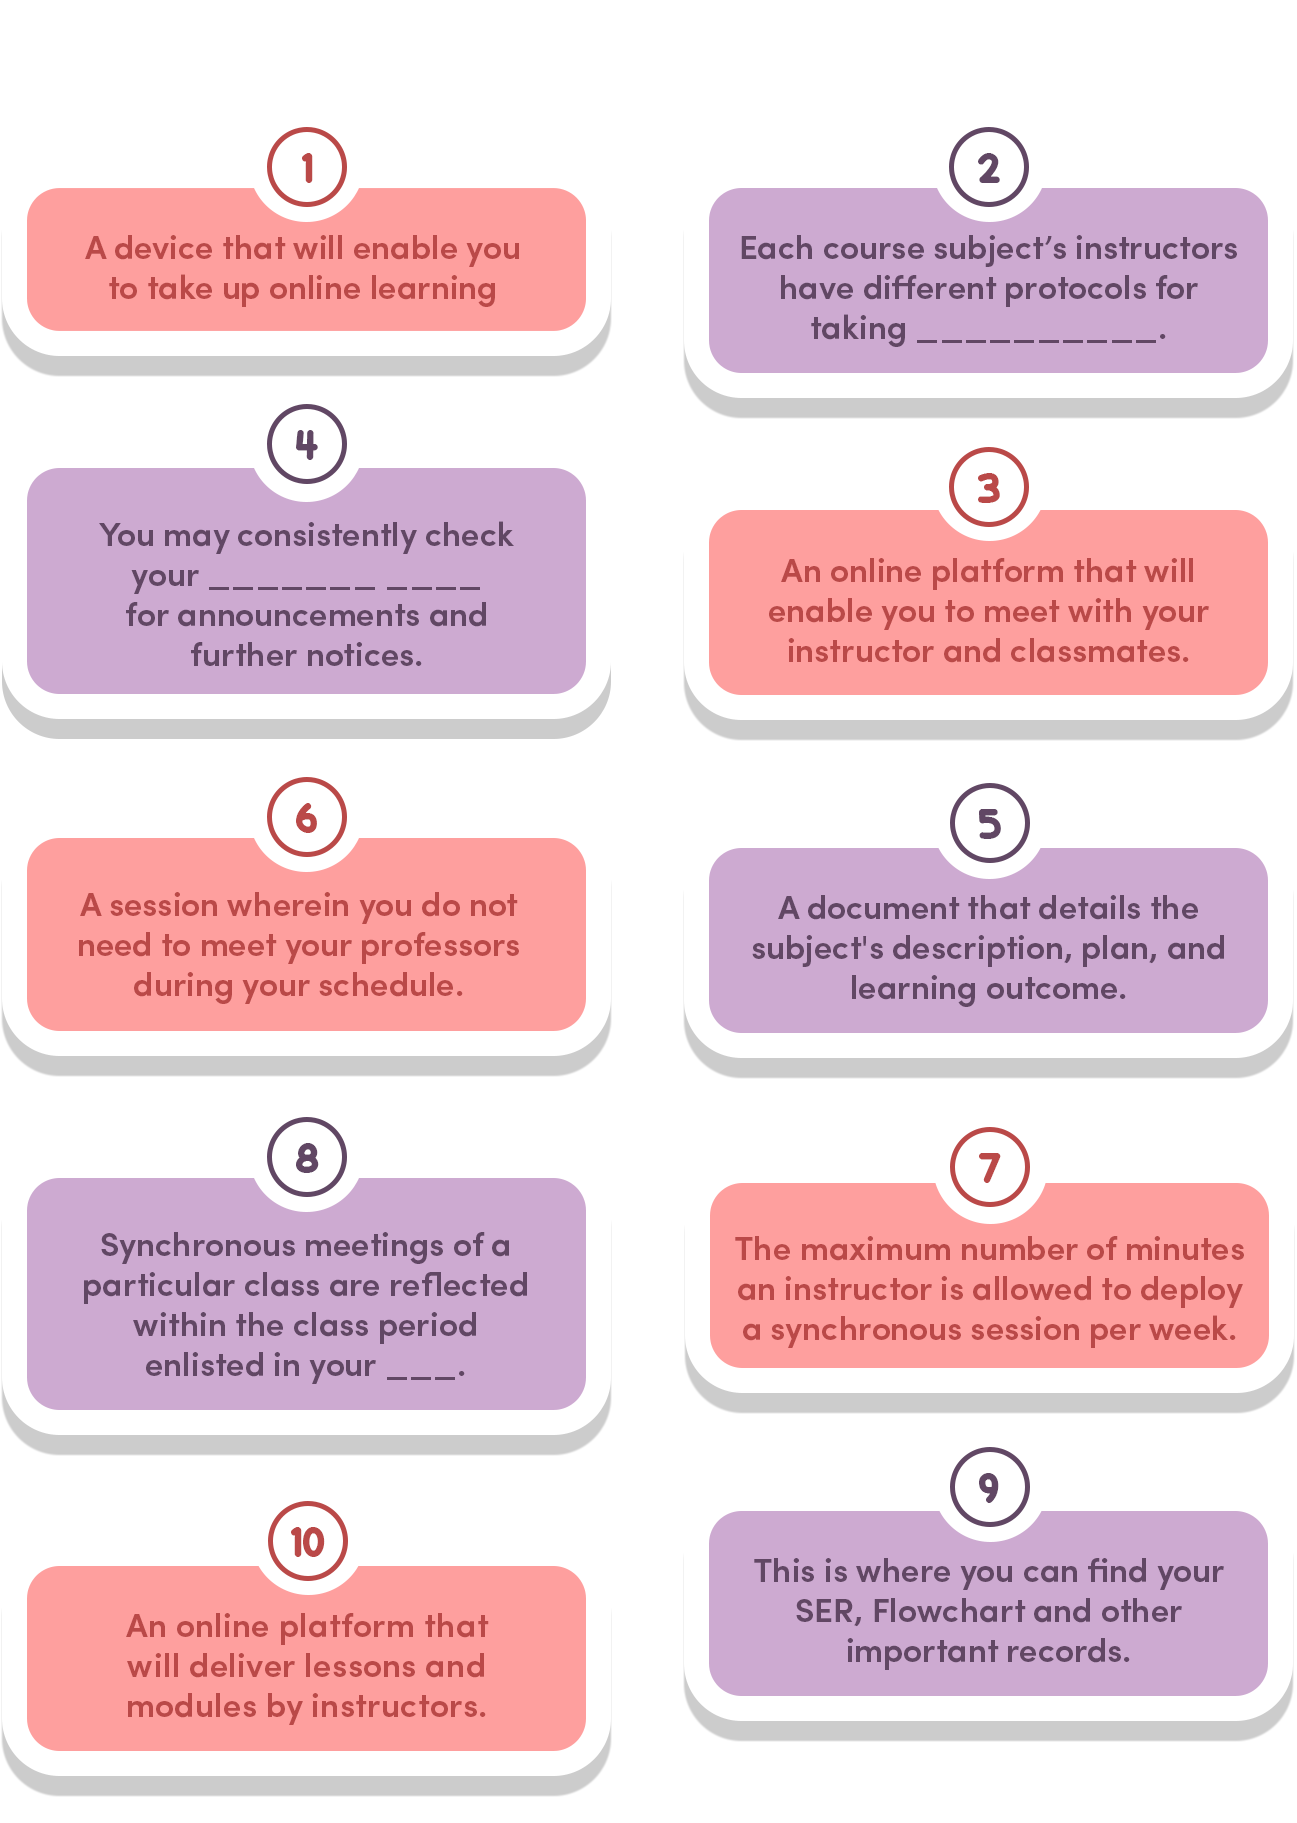 1
A device that will enable you
to take up online learning
2
Each course subject’s instructors
have different protocols for
taking _ _ _ _ _ _ _ _ _ _.
4
You may consistently check
your _ _ _ _ _ _ _ _ _ _ _
for announcements and
further notices.
3
An online platform that will
enable you to meet with your
instructor and classmates.
6
A session wherein you do not
need to meet your professors
during your schedule.
5
A document that details the
subject's description, plan, and
learning outcome.
8
Synchronous meetings of a
particular class are reflected
within the class period
enlisted in your _ _ _.
7
The maximum number of minutes
an instructor is allowed to deploy
a synchronous session per week.
10
An online platform that
will deliver lessons and
modules by instructors.
9
This is where you can find your
SER, Flowchart and other
important records.